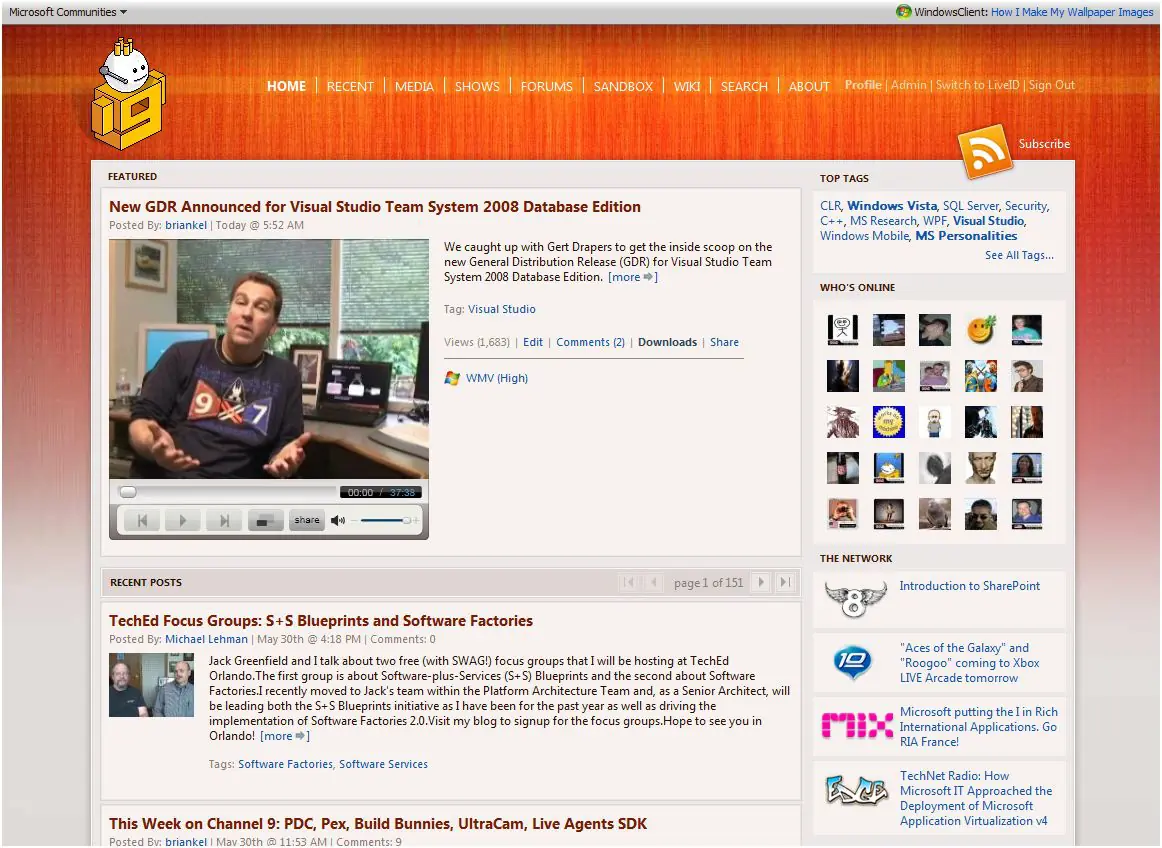 Microsoft Communities
WindowsClient: How I Make My Wallpaper Images
HOME | RECENT | MEDIA | SHOWS | FORUMS | SANDBOX | WIKI | SEARCH | ABOUT
Profile | Admin | Switch to LiveID | Sign Out
Subscribe
FEATURED
New GDR Announced for Visual Studio Team System 2008 Database Edition
Posted By: briankel | Today @ 5:52 AM
We caught up with Gert Drapers to get the inside scoop on the
new General Distribution Release (GDR) for Visual Studio Team
System 2008 Database Edition. [more ]
Tag: Visual Studio
Views (1,683) | Edit | Comments (2) | Downloads | Share
WMV (High)
9 7
00:00 / 37:38
share
RECENT POSTS
page 1 of 151
TechEd Focus Groups: S+S Blueprints and Software Factories
Posted By: Michael Lehman | May 30th @ 4:18 PM | Comments: 0
Jack Greenfield and I talk about two free (with SWAG!) focus groups that I will be hosting at TechEd
Orlando.The first group is about Software-plus-Services (S+S) Blueprints and the second about Software
Factories.I recently moved to Jack's team within the Platform Architecture Team and, as a Senior Architect, will
be leading both the S+S Blueprints initiative as I have been for the past year as well as driving the
implementation of Software Factories 2.0.Visit my blog to signup for the focus groups.Hope to see you in
Orlando! [more ]
Tags: Software Factories, Software Services
This Week on Channel 9: PDC, Pex, Build Bunnies, UltraCam, Live Agents SDK
Posted By: briankel | May 30th @ 11:53 AM | Comments: 9
TOP TAGS
CLR, Windows Vista, SQL Server, Security,
C++, MS Research, WPF, Visual Studio,
Windows Mobile, MS Personalities
See All Tags...
WHO'S ONLINE
THE NETWORK
8
Introduction to SharePoint
10
"Aces of the Galaxy" and
"Roogoo" coming to Xbox
LIVE Arcade tomorrow
MIX
Microsoft putting the I in Rich
International Applications. Go
RIA France!
EDGE
TechNet Radio: How
Microsoft IT Approached the
Deployment of Microsoft
Application Virtualization v4